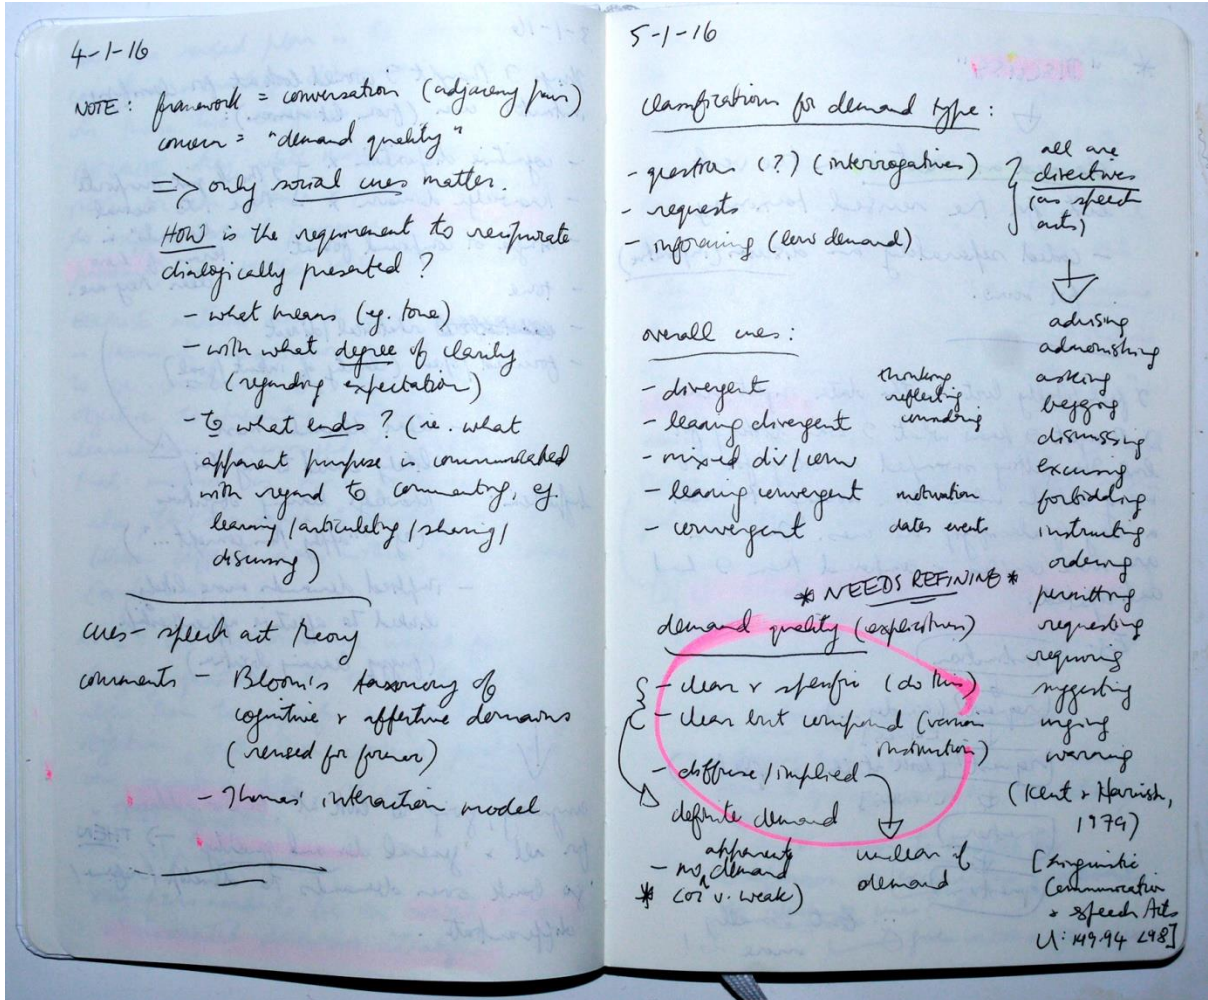 4-1-16
NOTE: framework = conversation (adjacency pair)
concern = "demand quality"
=> only social cues matter.
HOW is the requirement to reciprocate
dialogically presented?
- what means (eg. tone)
- with what degree of clarity
(regarding expectation)
- to what ends? (ie. what
apparent purpose is communicated
with regard to commenting, eg.
learning/articulating/sharing/
discussing)
cues - speech act theory
comments - Bloom's taxonomy of
cognitive & affective domains
(revised for former)
- Thomas' interaction model
5-1-16
classifications for demand type:
- questions (?) (interrogatives)
- requests
- informing (low demand)
all are
directives
(as speech
acts)
overall cues:
- divergent
- leaning divergent
- mixed div/conv
- leaning convergent
- convergent
thinking
reflecting
considering
motivation
dates events
advising
admonishing
asking
begging
dismissing
excusing
forbidding
instructing
ordering
permitting
requesting
requiring
suggesting
urging
warning
(Kent & Harnish,
1979)
[Linguistic
Communication
& Speech Acts
U: 149.94 L98]
* NEEDS REFINING *
demand quality (explicitness)
- clear & specific (do this)
- clear but compound (various
instruction)
- diffuse/implied
definite demand
- no apparent demand
* (or v. weak)
unclear if
demand